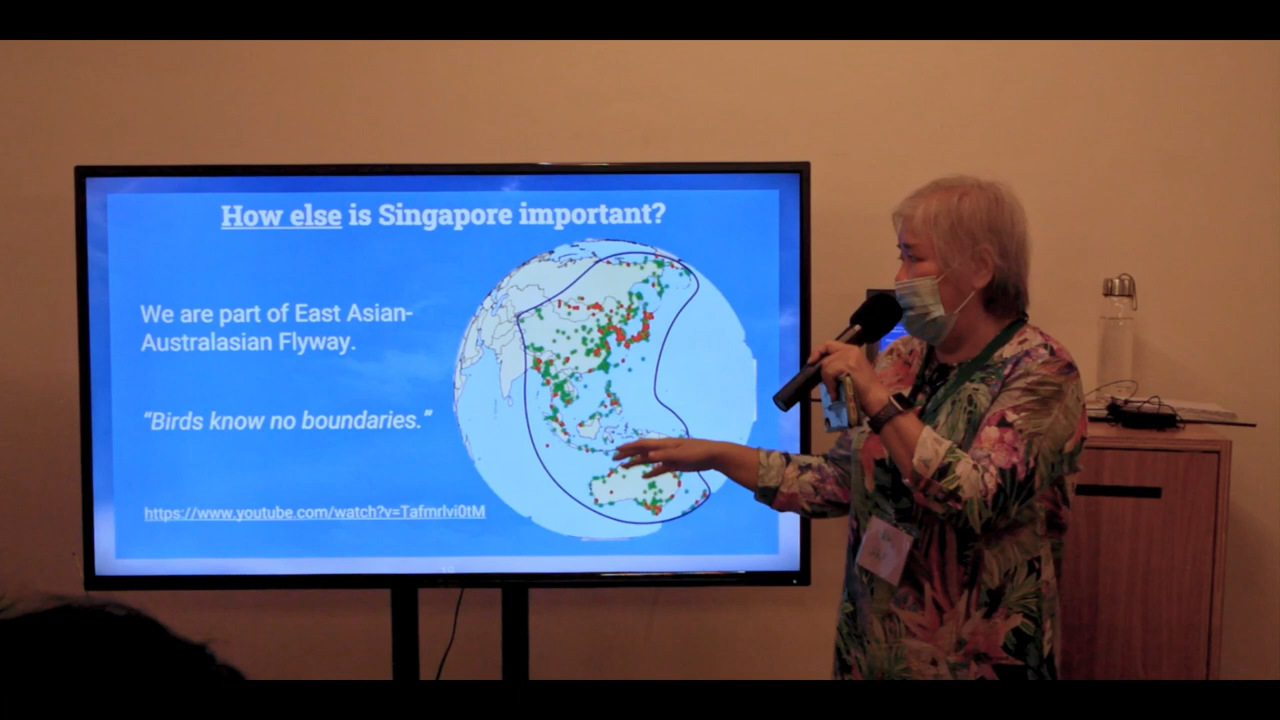 How else is Singapore important?
We are part of East Asian-
Australasian Flyway.
“Birds know no boundaries.”
https://www.youtube.com/watch?v=Tafmrlvi0tM